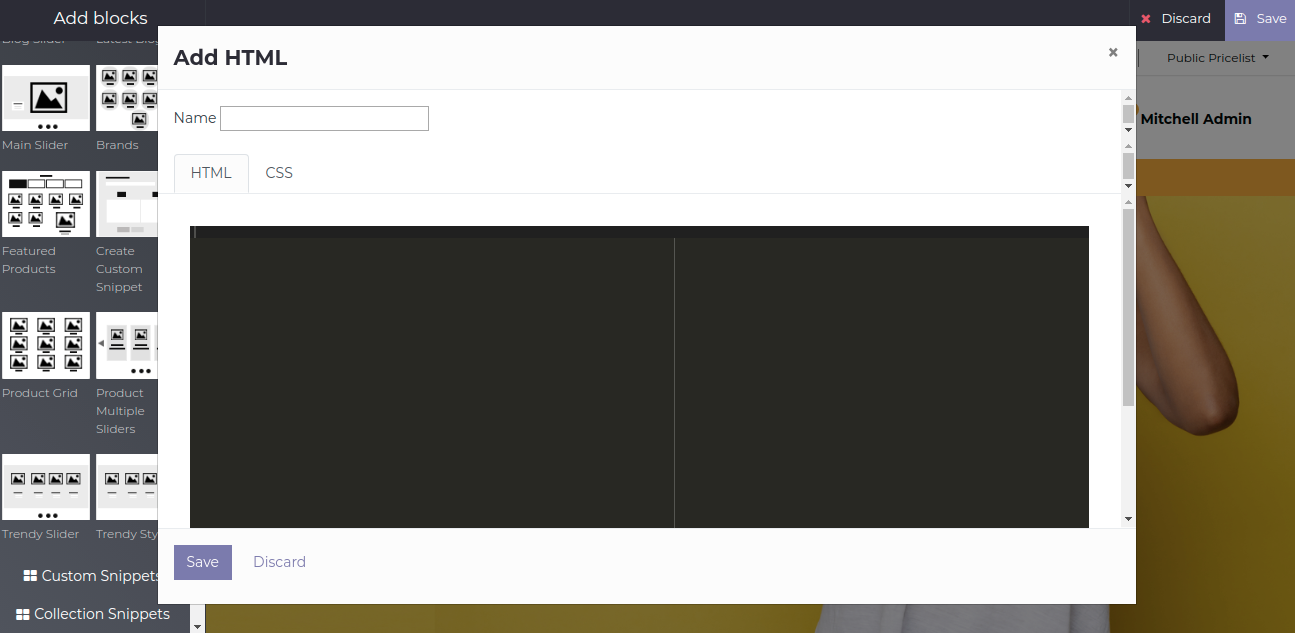 Add blocks
Discard
Save
Blog Slider
Latest Blog
Public Pricelist
Add HTML
×
Name
Mitchell Admin
Main Slider
Brands
HTML
CSS
Featured
Products
Create
Custom
Snippet
Product Grid
Product
Multiple
Sliders
Trendy Slider
Trendy Sty
Save
Discard
Custom Snippets
Collection Snippets